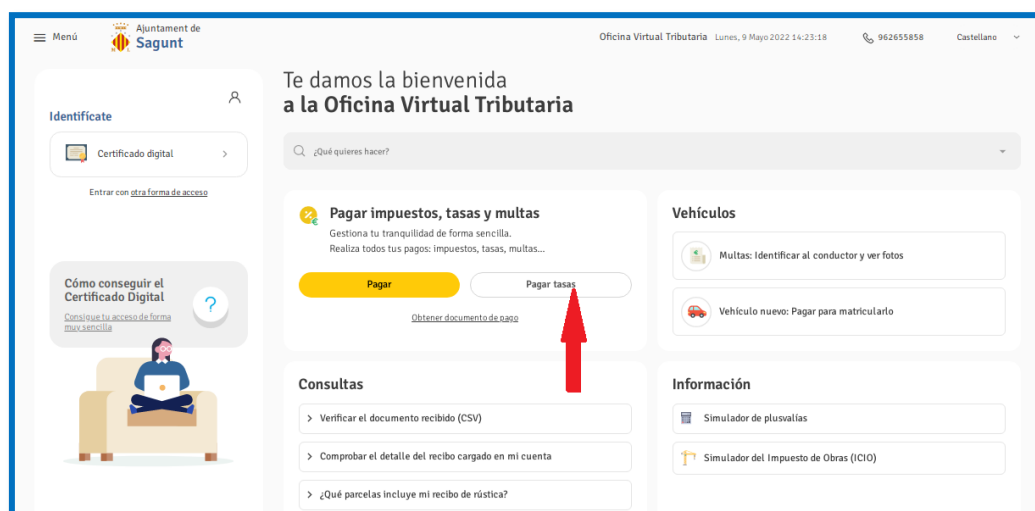 Menú
Ajuntament de
Sagunt
Oficina Virtual Tributaria Lunes, 9 Mayo 2022 14:23:18
962655858
Castellano
Identifícate
Certificado digital
Entrar con otra forma de acceso
Cómo conseguir el
Certificado Digital
Consigue tu acceso de forma
muy sencilla
?
Te damos la bienvenida
a la Oficina Virtual Tributaria
¿Qué quieres hacer?
Pagar impuestos, tasas y multas
Gestiona tu tranquilidad de forma sencilla.
Realiza todos tus pagos: impuestos, tasas, multas...
Pagar
Pagar tasas
Obtener documento de pago
Vehículos
Multas: Identificar al conductor y ver fotos
Vehículo nuevo: Pagar para matricularlo
Consultas
Verificar el documento recibido (CSV)
Comprobar el detalle del recibo cargado en mi cuenta
¿Qué parcelas incluye mi recibo de rústica?
Información
Simulador de plusvalías
Simulador del Impuesto de Obras (ICIO)